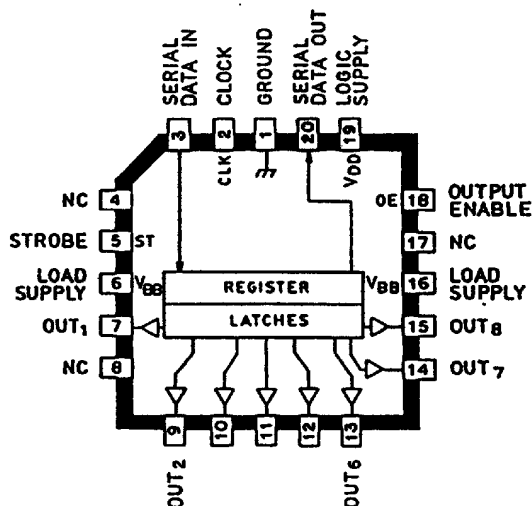 SERIAL DATA IN
CLOCK
GROUND
SERIAL DATA OUT
LOGIC SUPPLY
3
2
1
20
19
CLK
VDD
NC
4
OE
18
OUTPUT ENABLE
STROBE
5
ST
17
NC
LOAD SUPPLY
6
VBB
REGISTER
VBB
16
LOAD SUPPLY
OUT1
7
LATCHES
15
OUT8
NC
8
14
OUT7
9
10
11
12
13
OUT2
OUT6